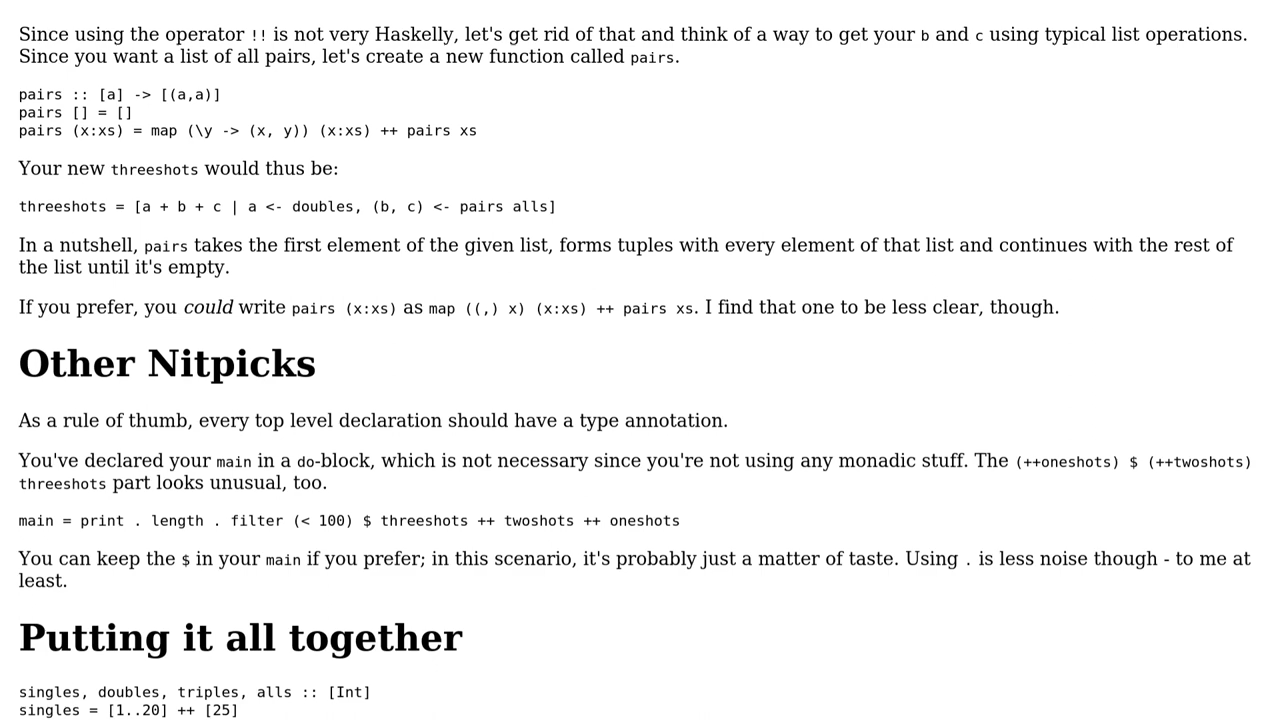 Since using the operator !! is not very Haskelly, let's get rid of that and think of a way to get your b and c using typical list operations.
Since you want a list of all pairs, let's create a new function called pairs.
pairs :: [a] -> [(a,a)]
pairs [] = []
pairs (x:xs) = map (\y -> (x, y)) (x:xs) ++ pairs xs
Your new threeshots would thus be:
threeshots = [a + b + c | a <- doubles, (b, c) <- pairs alls]
In a nutshell, pairs takes the first element of the given list, forms tuples with every element of that list and continues with the rest of
the list until it's empty.
If you prefer, you could write pairs (x:xs) as map ((,) x) (x:xs) ++ pairs xs. I find that one to be less clear, though.
Other Nitpicks
As a rule of thumb, every top level declaration should have a type annotation.
You've declared your main in a do-block, which is not necessary since you're not using any monadic stuff. The (++oneshots) $ (++twoshots)
threeshots part looks unusual, too.
main = print . length . filter (< 100) $ threeshots ++ twoshots ++ oneshots
You can keep the $ in your main if you prefer; in this scenario, it's probably just a matter of taste. Using . is less noise though - to me at
least.
Putting it all together
singles, doubles, triples, alls :: [Int]
singles = [1..20] ++ [25]